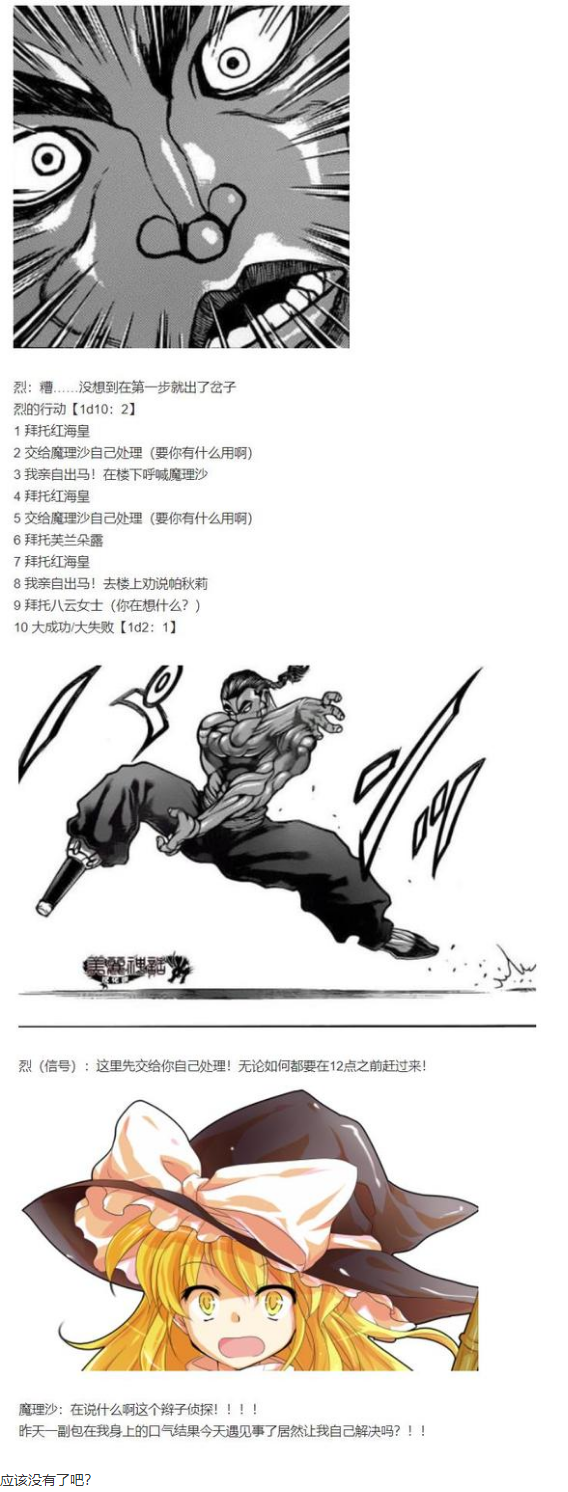 烈：糟……没想到在第一步就出了岔子
烈的行动【1d10：2】
1 拜托红海皇
2 交给魔理沙自己处理（要你有什么用啊）
3 我亲自出马！在楼下呼喊魔理沙
4 拜托红海皇
5 交给魔理沙自己处理（要你有什么用啊）
6 拜托芙兰朵露
7 拜托红海皇
8 我亲自出马！去楼上劝说帕秋莉
9 拜托八云女士（你在想什么？）
10 大成功/大失败【1d2：1】
烈（信号）：这里先交给你自己处理！无论如何都要在12点之前赶过来！
魔理沙：在说什么啊这个辫子侦探！！！！
昨天一副包在我身上的口气结果今天遇见事了居然让我自己解决吗？！！
应该没有了吧？